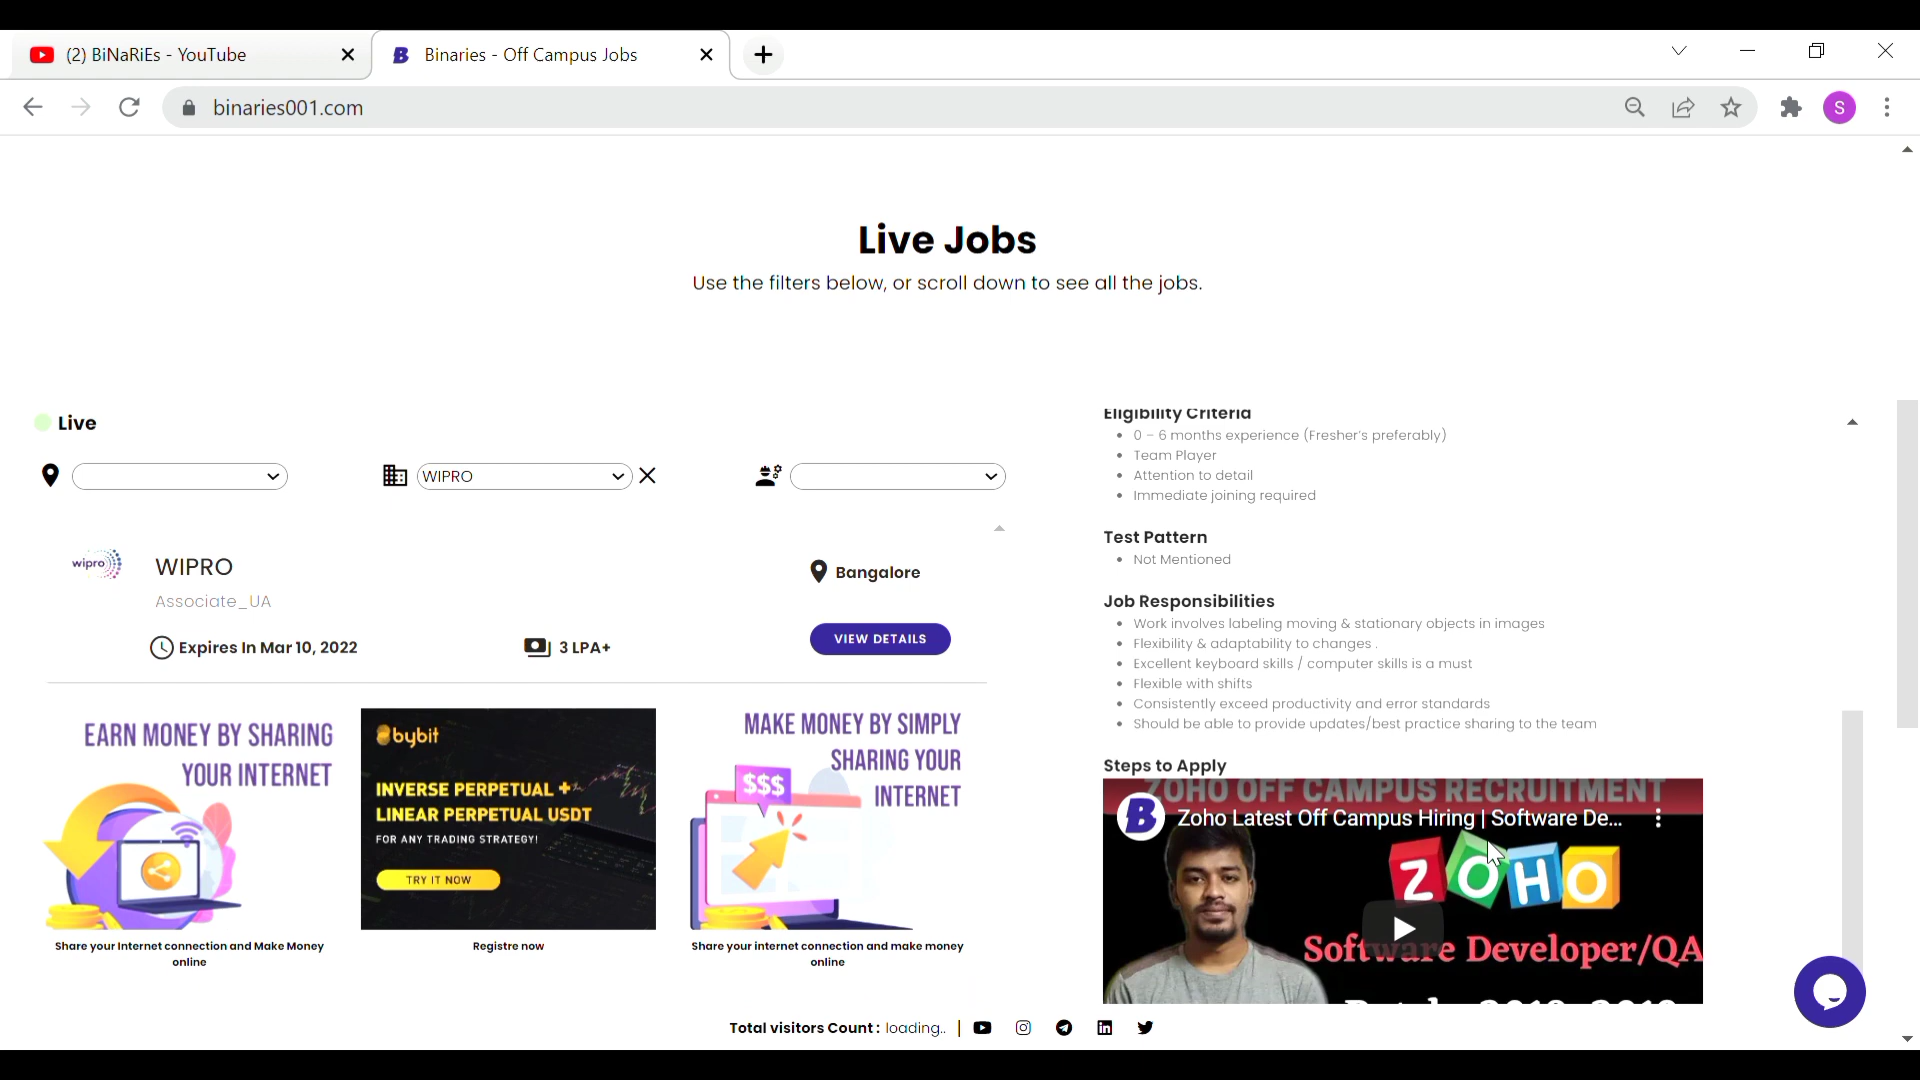 (2) BiNaRiEs - YouTube
Binaries - Off Campus Jobs
binaries001.com
S
Live Jobs
Use the filters below, or scroll down to see all the jobs.
Live
WIPRO
wipro
WIPRO
Associate_UA
Bangalore
Expires In Mar 10, 2022
3 LPA+
VIEW DETAILS
EARN MONEY BY SHARING
YOUR INTERNET
Share your Internet connection and Make Money
online
bybit
INVERSE PERPETUAL +
LINEAR PERPETUAL USDT
FOR ANY TRADING STRATEGY!
TRY IT NOW
Registre now
MAKE MONEY BY SIMPLY
SHARING YOUR
INTERNET
$$$
Share your internet connection and make money
online
Eligibility Criteria
0 - 6 months experience (Fresher's preferably)
Team Player
Attention to detail
Immediate joining required
Test Pattern
Not Mentioned
Job Responsibilities
Work involves labeling moving & stationary objects in images
Flexibility & adaptability to changes .
Excellent keyboard skills / computer skills is a must
Flexible with shifts
Consistently exceed productivity and error standards
Should be able to provide updates/best practice sharing to the team
Steps to Apply
ZOHO OFF CAMPUS RECRUITMENT
B Zoho Latest Off Campus Hiring | Software De...
ZOHO
Software Developer/QA
Total visitors Count : loading.. |